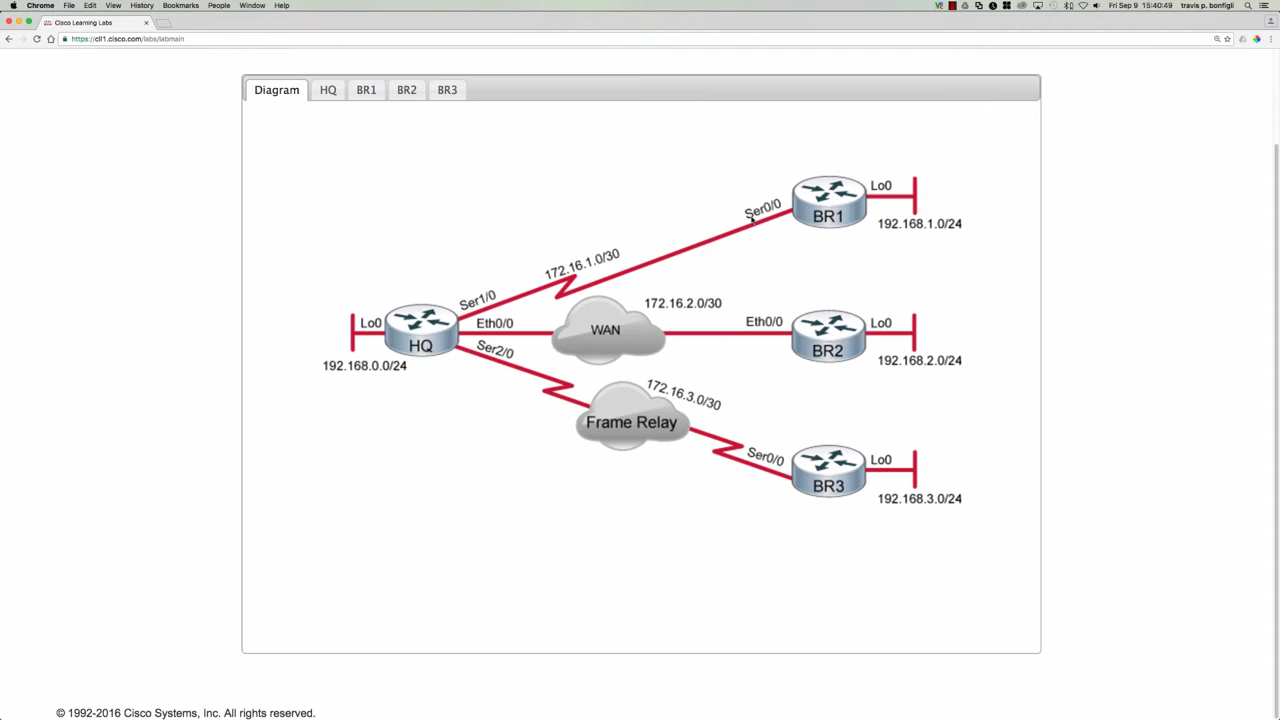 Chrome File Edit View History Bookmarks People Window Help
Fri Sep 9 15:40:49 travis p. bonfigli
Cisco Learning Labs
https://cll1.cisco.com/labs/labmain
Diagram HQ BR1 BR2 BR3
Ser0/0
BR1
Lo0
192.168.1.0/24
172.16.1.0/30
Ser1/0
Lo0
HQ
192.168.0.0/24
Eth0/0
WAN
172.16.2.0/30
Eth0/0
BR2
Lo0
192.168.2.0/24
Ser2/0
Frame Relay
172.16.3.0/30
Ser0/0
BR3
Lo0
192.168.3.0/24
© 1992-2016 Cisco Systems, Inc. All rights reserved.